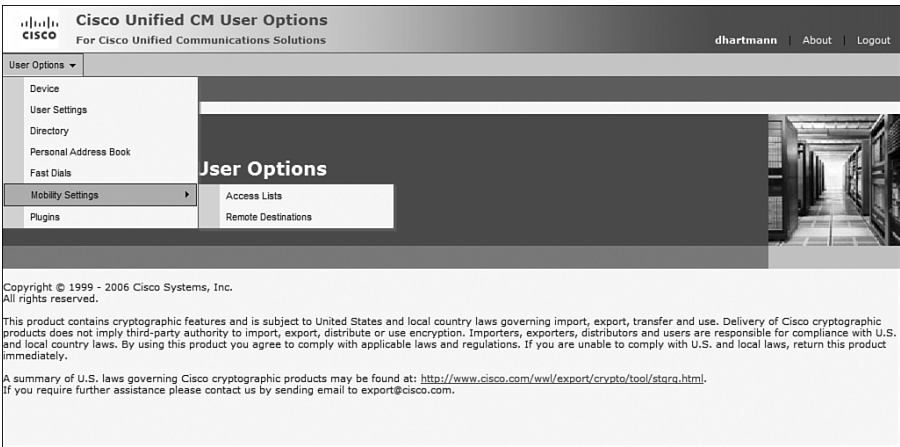 CISCO
Cisco Unified CM User Options
For Cisco Unified Communications Solutions
dhartmann | About | Logout
User Options
Device
User Settings
Directory
Personal Address Book
Fast Dials
Mobility Settings
Plugins
Access Lists
Remote Destinations
User Options
Copyright © 1999 - 2006 Cisco Systems, Inc.
All rights reserved.
This product contains cryptographic features and is subject to United States and local country laws governing import, export, transfer and use. Delivery of Cisco cryptographic
products does not imply third-party authority to import, export, distribute or use encryption. Importers, exporters, distributors and users are responsible for compliance with U.S.
and local country laws. By using this product you agree to comply with applicable laws and regulations. If you are unable to comply with U.S. and local laws, return this product
immediately.
A summary of U.S. laws governing Cisco cryptographic products may be found at: http://www.cisco.com/wwl/export/crypto/tool/stqrg.html.
If you require further assistance please contact us by sending email to export@cisco.com.